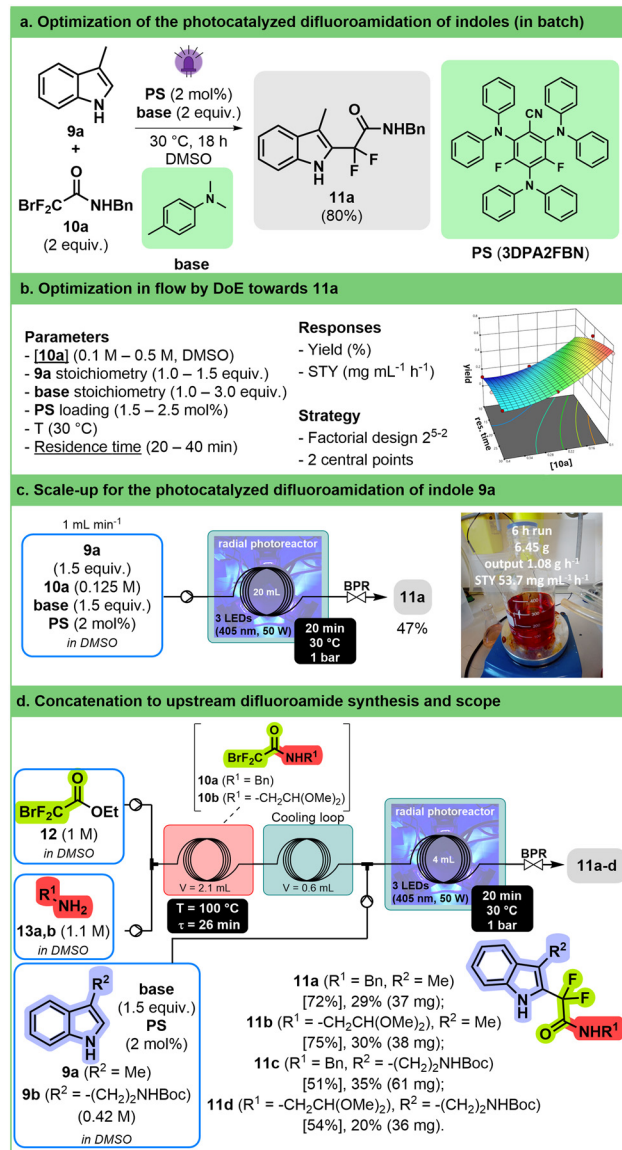 a. Optimization of the photocatalyzed difluoroamidation of indoles (in batch)
N
H
9a
+
O
BrF2C
NHBn
10a
(2 equiv.)
PS (2 mol%)
base (2 equiv.)
30 °C, 18 h
DMSO
N
base
O
NHBn
F
F
N
H
11a
(80%)
CN
N
N
F
F
N
PS (3DPA2FBN)
b. Optimization in flow by DoE towards 11a
Parameters
- [10a] (0.1 M – 0.5 M, DMSO)
- 9a stoichiometry (1.0 – 1.5 equiv.)
- base stoichiometry (1.0 – 3.0 equiv.)
- PS loading (1.5 – 2.5 mol%)
- T (30 °C)
- Residence time (20 – 40 min)
Responses
- Yield (%)
- STY (mg mL⁻¹ h⁻¹)
Strategy
- Factorial design 2⁵⁻²
- 2 central points
yield
res. time
[10a]
c. Scale-up for the photocatalyzed difluoroamidation of indole 9a
1 mL min⁻¹
9a
(1.5 equiv.)
10a (0.125 M)
base (1.5 equiv.)
PS (2 mol%)
in DMSO
radial photoreactor
20 mL
3 LEDs
(405 nm, 50 W)
20 min
30 °C
1 bar
BPR
11a
47%
6 h run
6.45 g
output 1.08 g h⁻¹
STY 53.7 mg mL⁻¹ h⁻¹
d. Concatenation to upstream difluoroamide synthesis and scope
O
BrF2C
NHR¹
10a (R¹ = Bn)
10b (R¹ = -CH2CH(OMe)2)
O
BrF2C
OEt
12 (1 M)
in DMSO
R¹
NH2
13a,b (1.1 M)
in DMSO
V = 2.1 mL
T = 100 °C
τ = 26 min
Cooling loop
V = 0.6 mL
radial photoreactor
4 mL
3 LEDs
(405 nm, 50 W)
20 min
30 °C
1 bar
BPR
11a-d
R²
N
H
base
(1.5 equiv.)
PS
(2 mol%)
9a (R² = Me)
9b (R² = -(CH2)2NHBoc)
(0.42 M)
in DMSO
R²
F
F
N
H
O
NHR¹
11a (R¹ = Bn, R² = Me)
[72%], 29% (37 mg);
11b (R¹ = -CH2CH(OMe)2), R² = Me)
[75%], 30% (38 mg);
11c (R¹ = Bn, R² = -(CH2)2NHBoc)
[51%], 35% (61 mg);
11d (R¹ = -CH2CH(OMe)2), R² = -(CH2)2NHBoc)
[54%], 20% (36 mg).